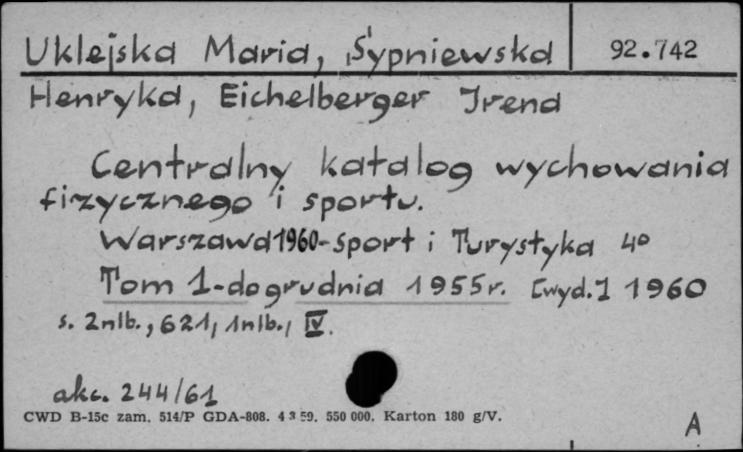 Uklejska Maria, Sypniewska 92.742
Henryka, Eichelberger Irena
Centralny katalog wychowania
fizycznego i sportu.
Warszawa 1960- Sport i Turystyka 4°
Tom 1-do grudnia 1955r. [wyd.] 1960
s. 2nlb., 621, 1nlb., IV.
akc. 244/61
CWD B-15c zam. 514/P GDA-808. 4 3 59. 550 000. Karton 180 g/V.
A